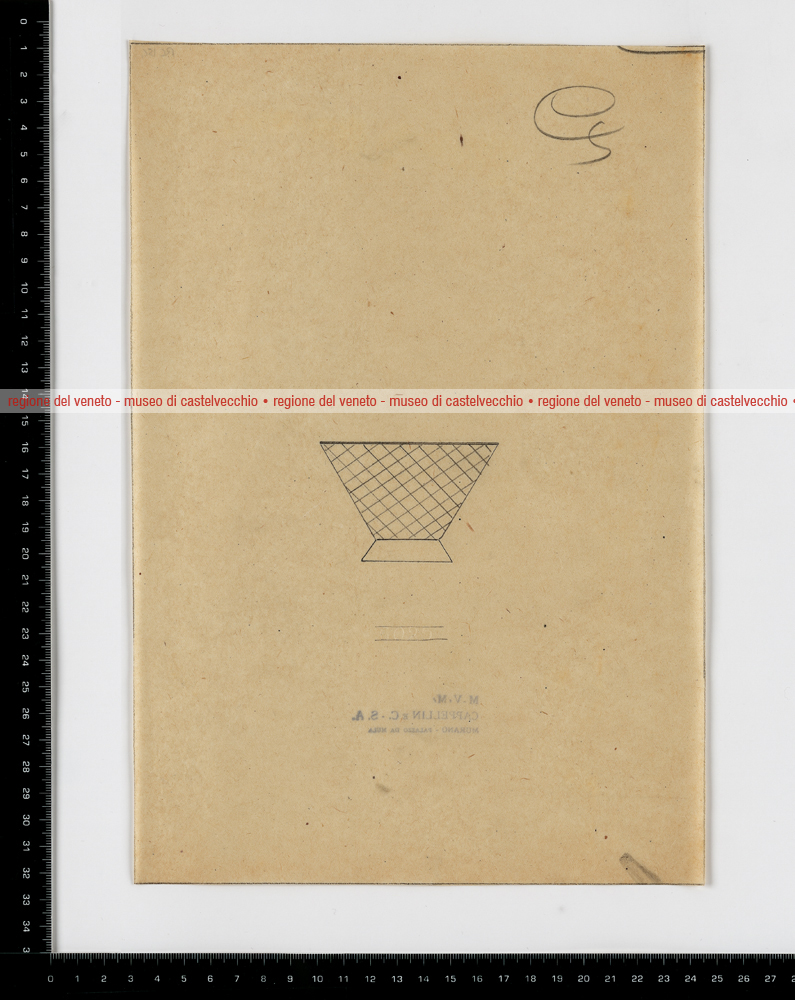 0 1 2 3 4 5 6 7 8 9 10 11 12 13 14 15 16 17 18 19 20 21 22 23 24 25 26 27 28 29 30 31 32 33 34 3
regione del veneto - museo di castelvecchio • regione del veneto - museo di castelvecchio • regione del veneto - museo di castelvecchio •
M.V.M.
CAPPELLIN & C. - S. A.
MURANO - PALAZZO DA MULA
0 1 2 3 4 5 6 7 8 9 10 11 12 13 14 15 16 17 18 19 20 21 22 23 24 25 26 27 2